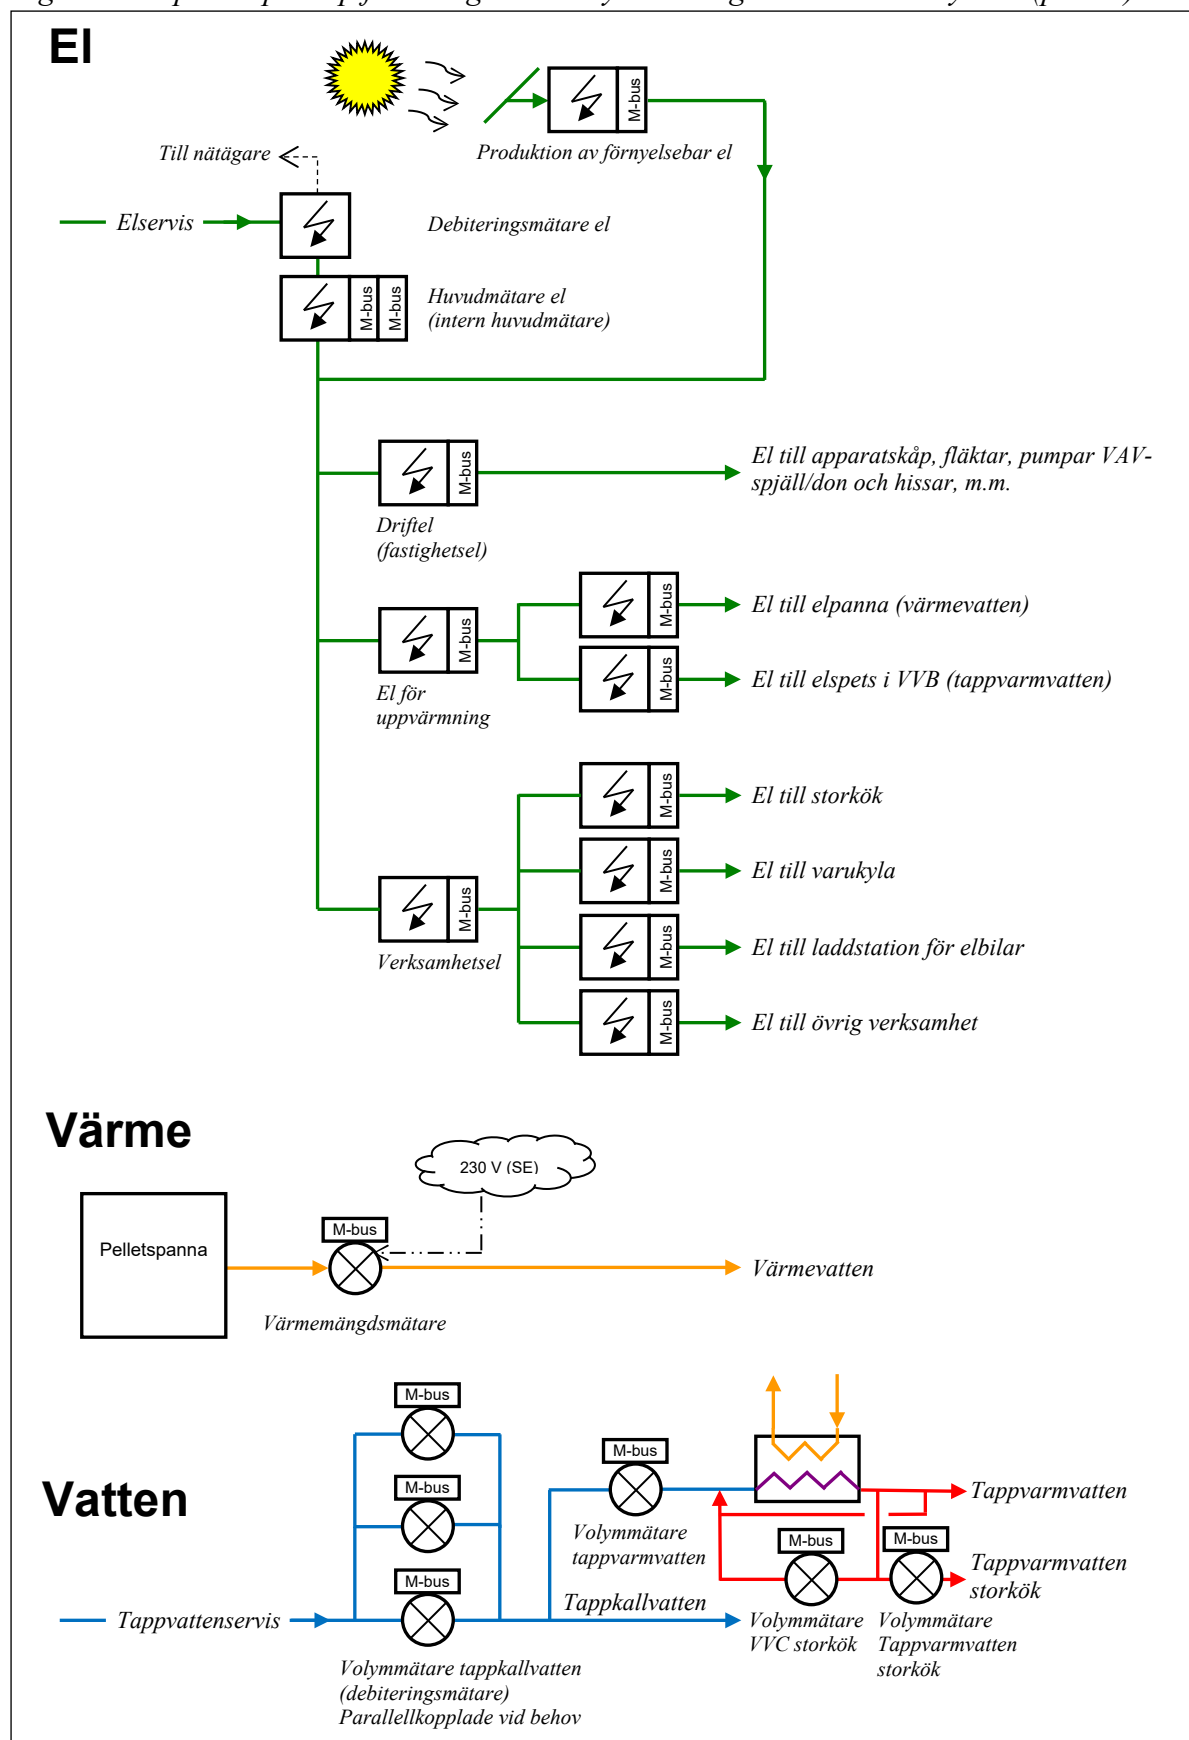 El
M-bus
Produktion av förnyelsebar el
Till nätägare
Elservis
Debiteringsmätare el
M-bus
M-bus
Huvudmätare el
(intern huvudmätare)
M-bus
El till apparatskåp, fläktar, pumpar VAV-
spjäll/don och hissar, m.m.
Driftel
(fastighetsel)
M-bus
El till elpanna (värmevatten)
M-bus
M-bus
El till elspets i VVB (tappvarmvatten)
El för
uppvärmning
M-bus
El till storkök
M-bus
El till varukyla
M-bus
Verksamhetsel
M-bus
El till laddstation för elbilar
M-bus
El till övrig verksamhet
Värme
230 V (SE)
M-bus
Pelletspanna
Värmevatten
Värmemängdsmätare
Vatten
M-bus
M-bus
M-bus
M-bus
Volymmätare
tappvarmvatten
Tappvarmvatten
M-bus
M-bus
Tappvarmvatten
storkök
Tappvattenservis
Tappkallvatten
Volymmätare
VVC storkök
Volymmätare
Tappvarmvatten
storkök
Volymmätare tappkallvatten
(debiteringsmätare)
Parallellkopplade vid behov